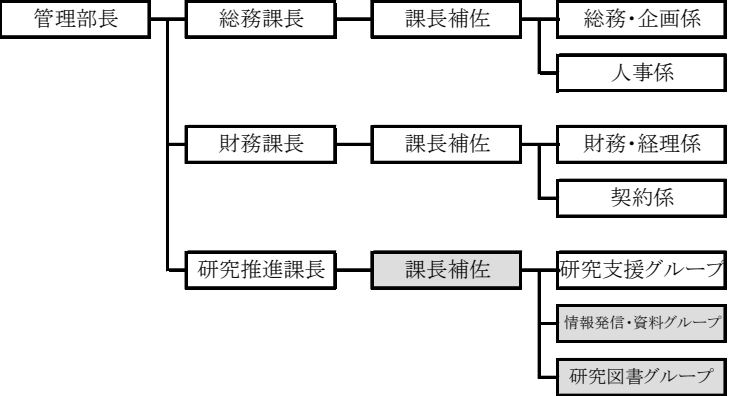 管理部長
総務課長
課長補佐
総務・企画係
人事係
財務課長
課長補佐
財務・経理係
契約係
研究推進課長
課長補佐
研究支援グループ
情報発信・資料グループ
研究図書グループ